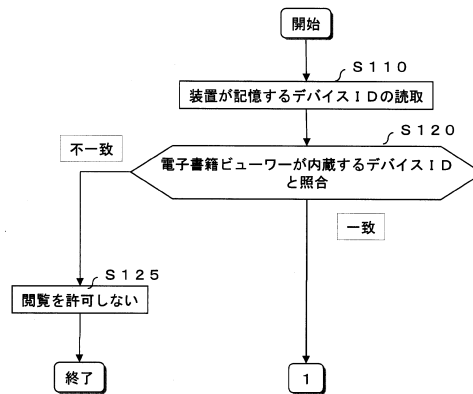 開始
Ｓ１１０
装置が記憶するデバイスＩＤの読取
Ｓ１２０
不一致
電子書籍ビューワーが内蔵するデバイスＩＤ
と照合
一致
Ｓ１２５
閲覧を許可しない
終了
１